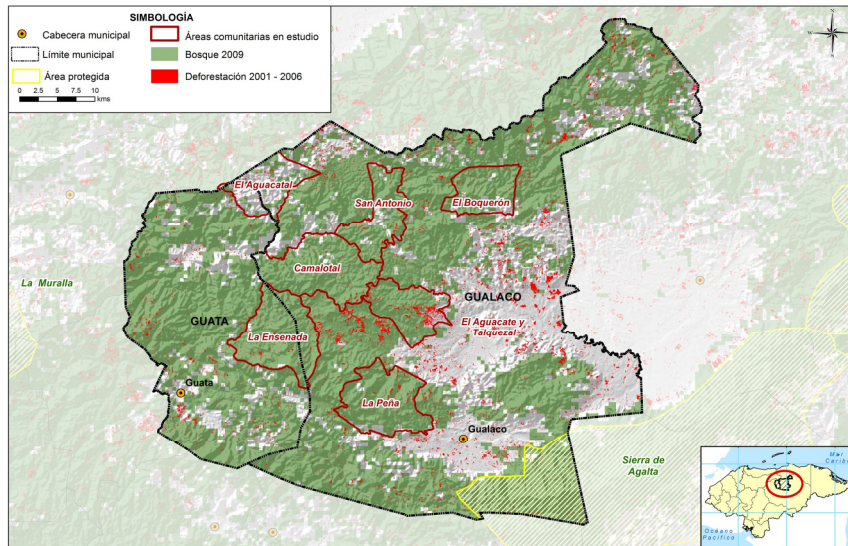 SIMBOLOGÍA
Cabecera municipal
Límite municipal
Área protegida
0 2.5 5 10
kms
Áreas comunitarias en estudio
Bosque 2009
Deforestación 2001 - 2006
N
W E
S
El Aguacatal
San Antonio
El Boquerón
Camalotal
La Muralla
GUATA
GUALACO
La Ensenada
El Aguacate y
Talquezal
Guata
La Peña
Gualaco
Sierra de
Agalta
Mar
Caribe
Océano
Pacífico